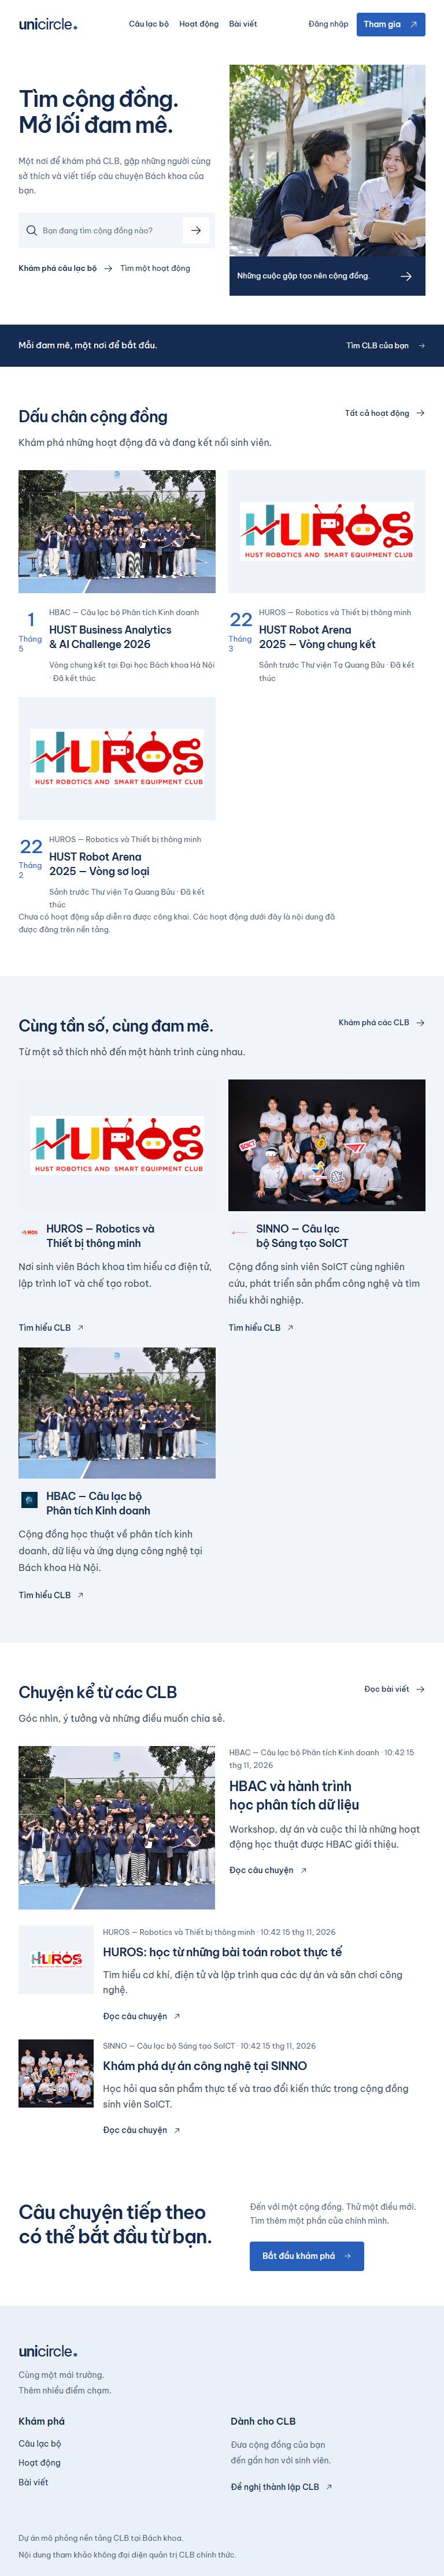 unicircle.
Câu lạc bộ Hoạt động Bài viết
Đăng nhập Tham gia
Tìm cộng đồng.
Mở lối đam mê.
Một nơi để khám phá CLB, gặp những người cùng
sở thích và viết tiếp câu chuyện Bách khoa của
bạn.
Bạn đang tìm cộng đồng nào?
Khám phá câu lạc bộ → Tìm một hoạt động
Những cuộc gặp tạo nên cộng đồng.
Mỗi đam mê, một nơi để bắt đầu.
Tìm CLB của bạn
Dấu chân cộng đồng
Tất cả hoạt động
Khám phá những hoạt động đã và đang kết nối sinh viên.
HUROS
HUST ROBOTICS AND SMART EQUIPMENT CLUB
1
Tháng
5
HBAC — Câu lạc bộ Phân tích Kinh doanh
HUST Business Analytics
& AI Challenge 2026
Vòng chung kết tại Đại học Bách khoa Hà Nội
· Đã kết thúc
22
Tháng
3
HUROS — Robotics và Thiết bị thông minh
HUST Robot Arena
2025 — Vòng chung kết
Sảnh trước Thư viện Tạ Quang Bửu · Đã kết
thúc
HUROS
HUST ROBOTICS AND SMART EQUIPMENT CLUB
22
Tháng
2
HUROS — Robotics và Thiết bị thông minh
HUST Robot Arena
2025 — Vòng sơ loại
Sảnh trước Thư viện Tạ Quang Bửu · Đã kết
thúc
Chưa có hoạt động sắp diễn ra được công khai. Các hoạt động dưới đây là nội dung đã
được đăng trên nền tảng.
Cùng tần số, cùng đam mê.
Khám phá các CLB
Từ một sở thích nhỏ đến một hành trình cùng nhau.
HUROS
HUST ROBOTICS AND SMART EQUIPMENT CLUB
SOICT
HUROS — Robotics và
Thiết bị thông minh
Nơi sinh viên Bách khoa tìm hiểu cơ điện tử,
lập trình IoT và chế tạo robot.
Tìm hiểu CLB
SINNO — Câu lạc
bộ Sáng tạo SoICT
Cộng đồng sinh viên SoICT cùng nghiên
cứu, phát triển sản phẩm công nghệ và tìm
hiểu khởi nghiệp.
Tìm hiểu CLB
HBAC — Câu lạc bộ
Phân tích Kinh doanh
Cộng đồng học thuật về phân tích kinh
doanh, dữ liệu và ứng dụng công nghệ tại
Bách khoa Hà Nội.
Tìm hiểu CLB
Chuyện kể từ các CLB
Đọc bài viết
Góc nhìn, ý tưởng và những điều muốn chia sẻ.
HBAC — Câu lạc bộ Phân tích Kinh doanh · 10:42 15
thg 11, 2026
HBAC và hành trình
học phân tích dữ liệu
Workshop, dự án và cuộc thi là những hoạt
động học thuật được HBAC giới thiệu.
Đọc câu chuyện
HUROS
HUROS — Robotics và Thiết bị thông minh · 10:42 15 thg 11, 2026
HUROS: học từ những bài toán robot thực tế
Tìm hiểu cơ khí, điện tử và lập trình qua các dự án và sân chơi công
nghệ.
Đọc câu chuyện
SINNO — Câu lạc bộ Sáng tạo SoICT · 10:42 15 thg 11, 2026
Khám phá dự án công nghệ tại SINNO
Học hỏi qua sản phẩm thực tế và trao đổi kiến thức trong cộng đồng
sinh viên SoICT.
Đọc câu chuyện
Câu chuyện tiếp theo
có thể bắt đầu từ bạn.
Đến với một cộng đồng. Thử một điều mới.
Tìm thêm một phần của chính mình.
Bắt đầu khám phá
unicircle.
Cùng một mái trường.
Thêm nhiều điểm chạm.
Khám phá
Câu lạc bộ
Hoạt động
Bài viết
Dành cho CLB
Đưa cộng đồng của bạn
đến gần hơn với sinh viên.
Đề nghị thành lập CLB
Dự án mô phỏng nền tảng CLB tại Bách khoa.
Nội dung tham khảo không đại diện quản trị CLB chính thức.